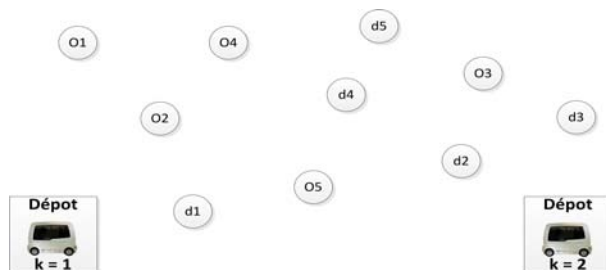 O1
O4
d5
O3
d4
O2
d3
d2
O5
d1
Dépot
k = 1
Dépot
k = 2